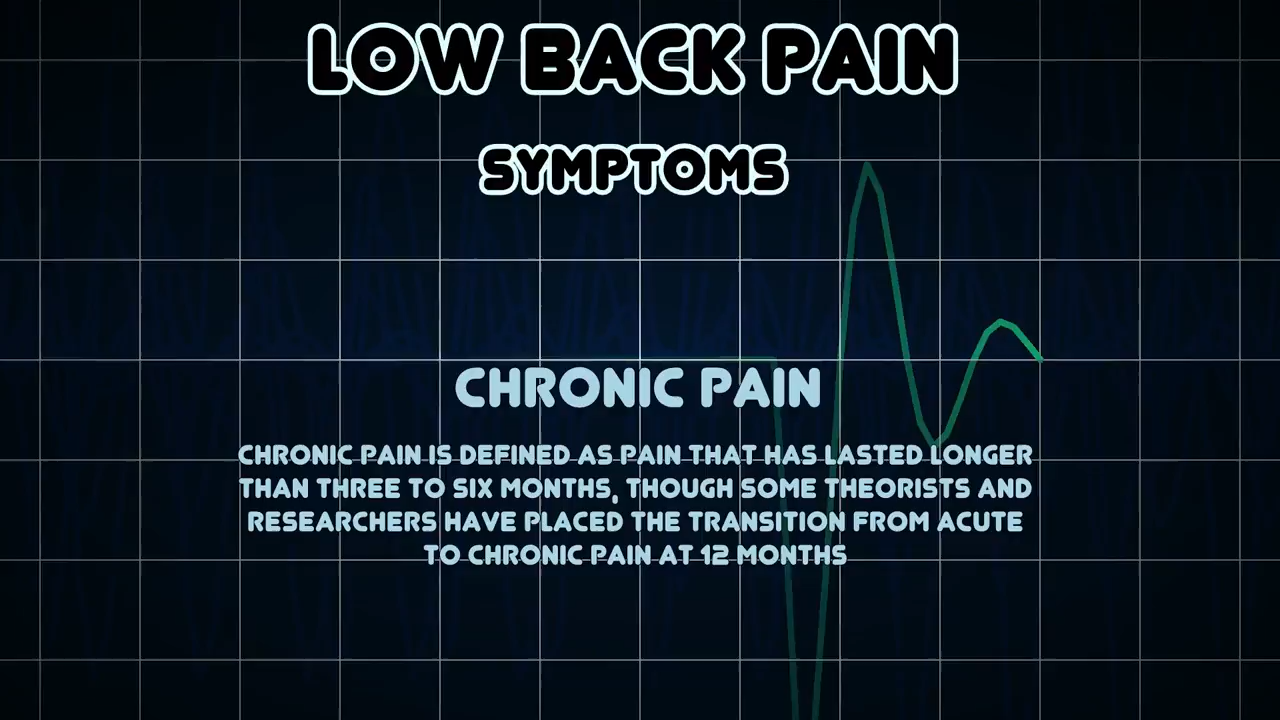 LOW BACK PAIN
SYMPTOMS
CHRONIC PAIN
CHRONIC PAIN IS DEFINED AS PAIN THAT HAS LASTED LONGER
THAN THREE TO SIX MONTHS, THOUGH SOME THEORISTS AND
RESEARCHERS HAVE PLACED THE TRANSITION FROM ACUTE
TO CHRONIC PAIN AT 12 MONTHS